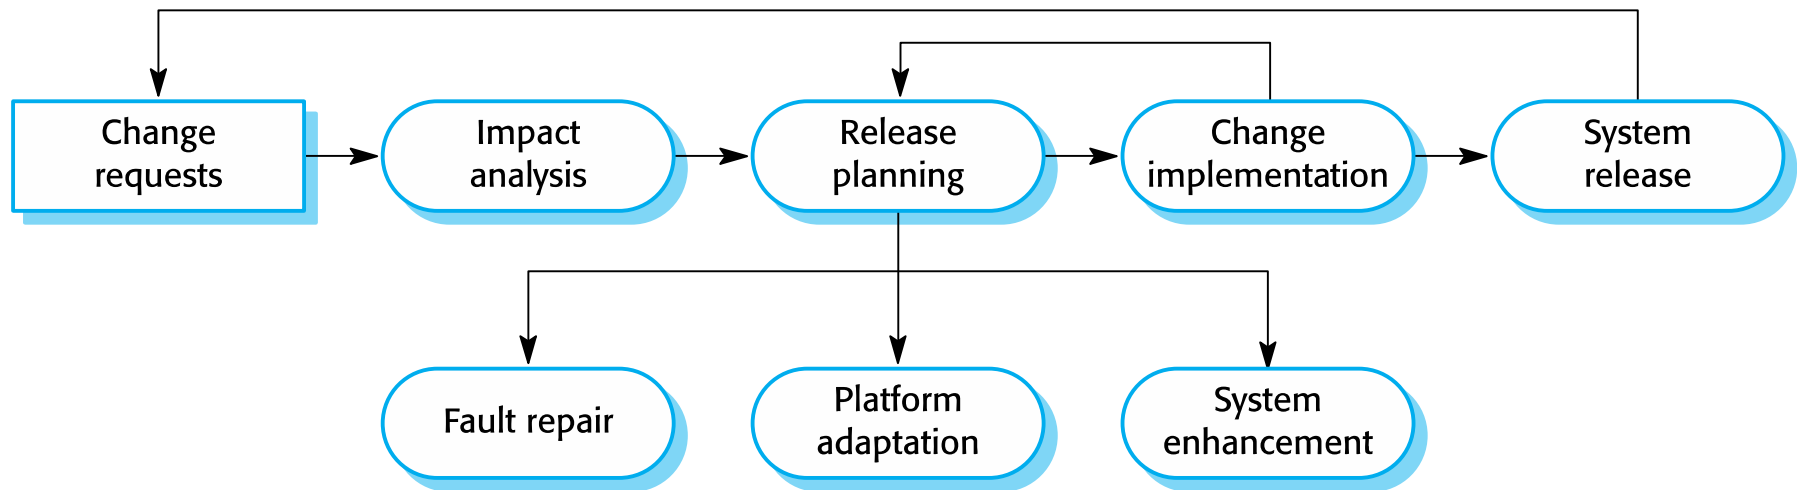 Change
requests
Impact
analysis
Release
planning
Change
implementation
System
release
Fault repair
Platform
adaptation
System
enhancement